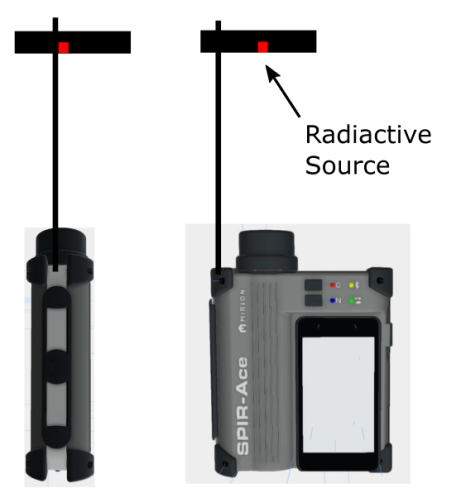 Radiactive
Source
C
N
MIRION
SPIR-Ace